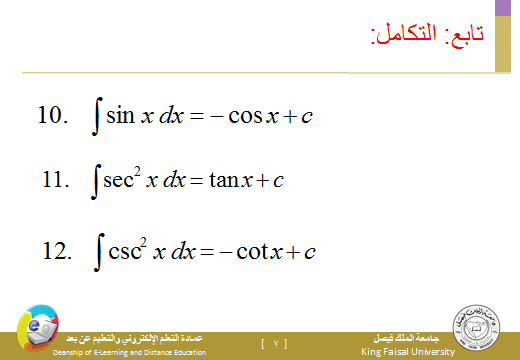 تابع: التكامل:
10. ∫ sin x dx = − cos x + c
11. ∫ sec² x dx = tan x + c
12. ∫ csc² x dx = − cot x + c
جامعة الملك فيصل
King Faisal University
[ ٧ ]
عمادة التعلم الإلكتروني والتعليم عن بعد
Deanship of E-Learning and Distance Education